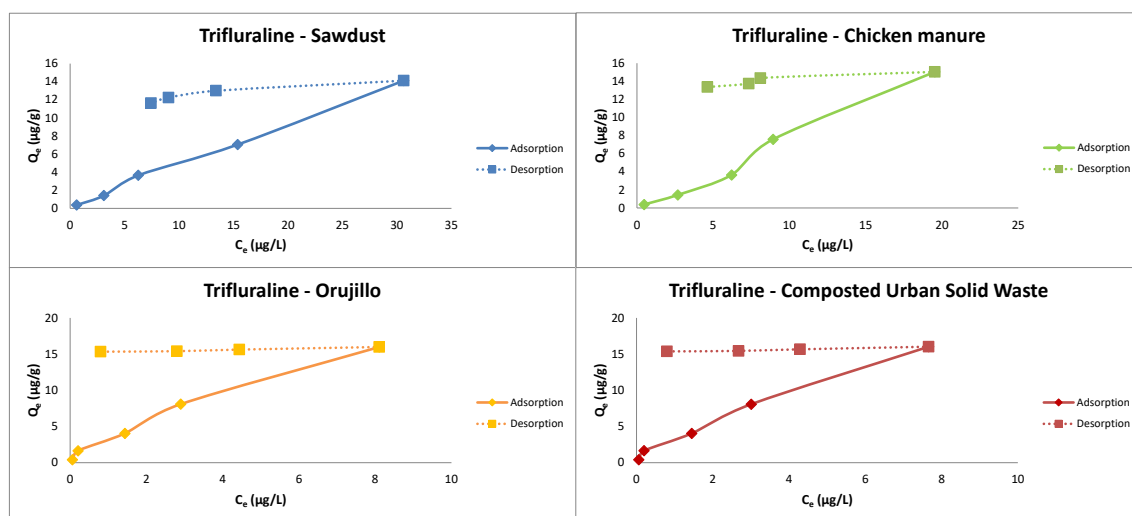 Trifluraline - Sawdust
16
14
12
10
8
6
4
2
0
Qe (µg/g)
0 5 10 15 20 25 30 35
Ce (µg/L)
Adsorption
Desorption
Trifluraline - Chicken manure
16
14
12
10
8
6
4
2
0
Qe (µg/g)
0 5 10 15 20 25
Ce (µg/L)
Adsorption
Desorption
Trifluraline - Orujillo
20
15
10
5
0
Qe (µg/g)
0 2 4 6 8 10
Ce (µg/L)
Adsorption
Desorption
Trifluraline - Composted Urban Solid Waste
20
15
10
5
0
Qe (µg/g)
0 2 4 6 8 10
Ce (µg/L)
Adsorption
Desorption